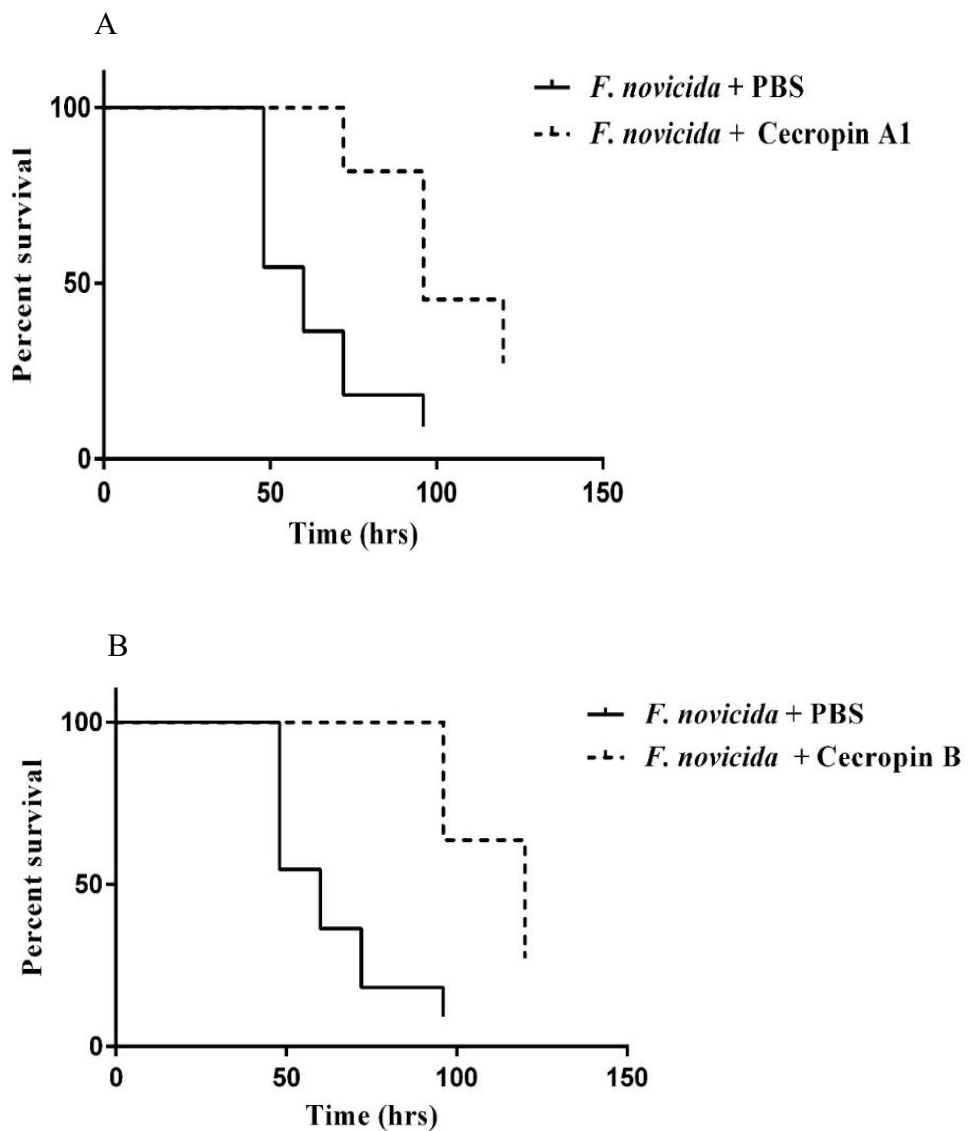 A
F. novicida + PBS
F. novicida + Cecropin A1
100
50
0
Percent survival
0 50 100 150
Time (hrs)
B
F. novicida + PBS
F. novicida + Cecropin B
100
50
0
Percent survival
0 50 100 150
Time (hrs)